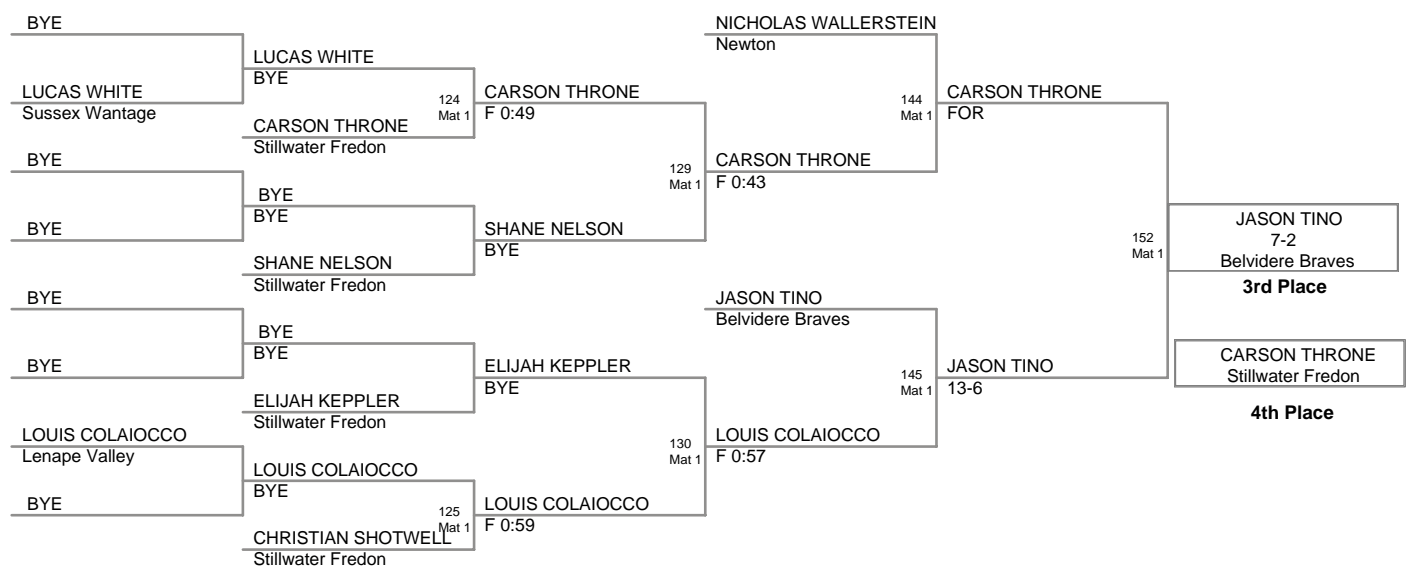 BYE
LUCAS WHITE
Sussex Wantage
BYE
BYE
BYE
BYE
LOUIS COLAIOCCO
Lenape Valley
BYE
LUCAS WHITE
BYE
CARSON THRONE
Stillwater Fredon
BYE
BYE
SHANE NELSON
Stillwater Fredon
BYE
BYE
ELIJAH KEPPLER
Stillwater Fredon
LOUIS COLAIOCCO
BYE
CHRISTIAN SHOTWELL
Stillwater Fredon
124
Mat 1
125
Mat 1
CARSON THRONE
F 0:49
SHANE NELSON
BYE
ELIJAH KEPPLER
BYE
LOUIS COLAIOCCO
F 0:59
129
Mat 1
130
Mat 1
NICHOLAS WALLERSTEIN
Newton
CARSON THRONE
F 0:43
JASON TINO
Belvidere Braves
LOUIS COLAIOCCO
F 0:57
144
Mat 1
145
Mat 1
CARSON THRONE
FOR
JASON TINO
13-6
152
Mat 1
JASON TINO
7-2
Belvidere Braves
3rd Place
CARSON THRONE
Stillwater Fredon
4th Place